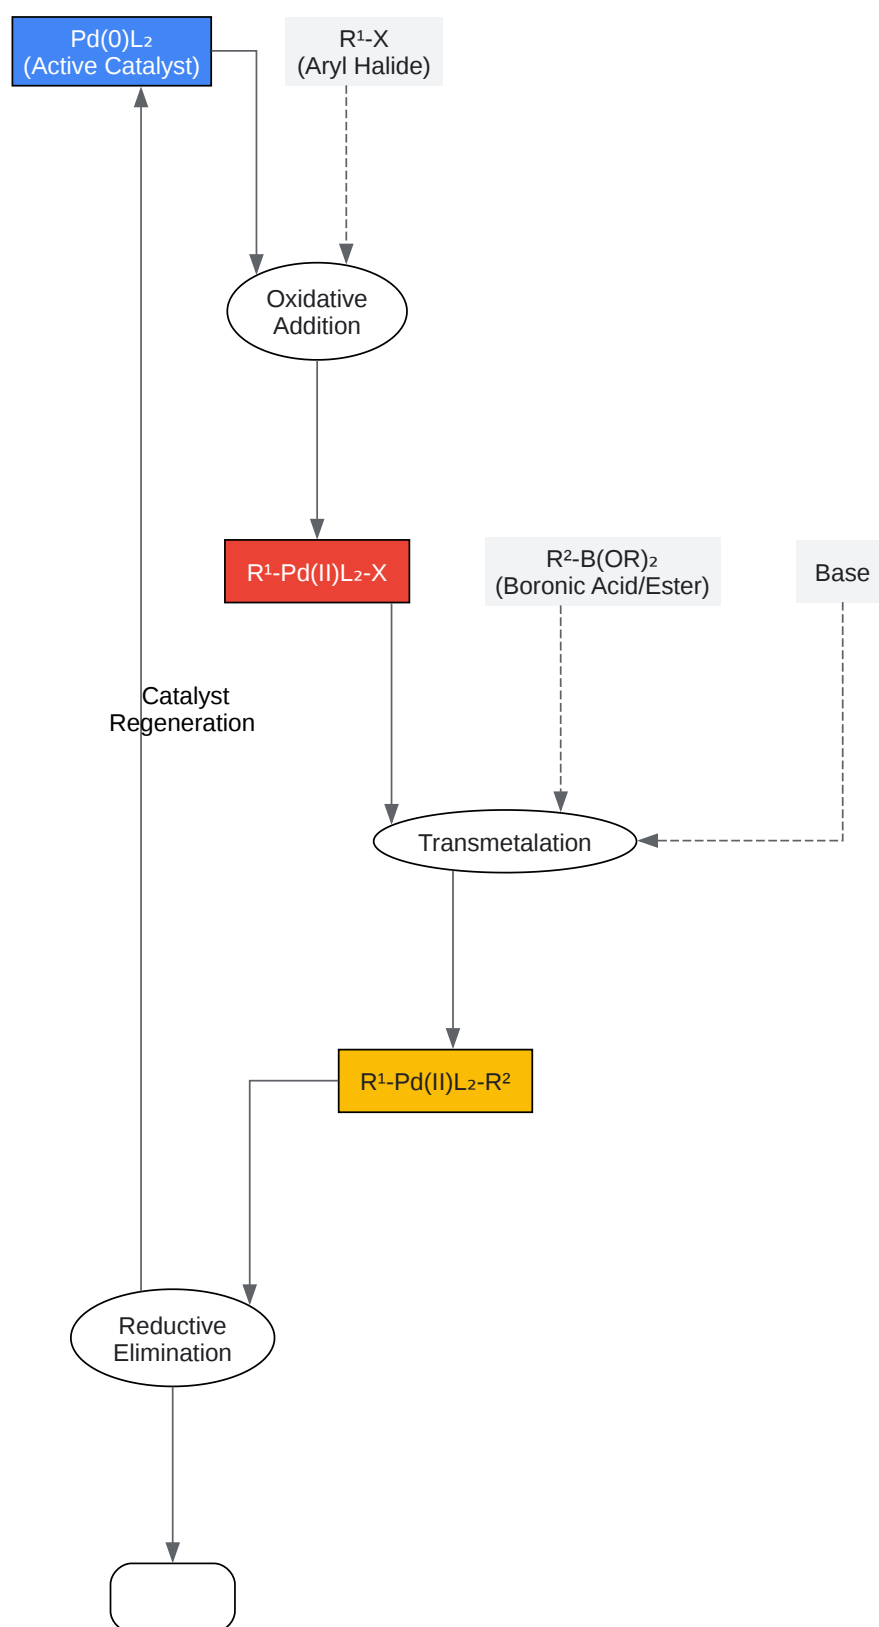 Pd(0)L₂
(Active Catalyst)
R¹-X
(Aryl Halide)
Oxidative
Addition
R¹-Pd(II)L₂-X
R²-B(OR)₂
(Boronic Acid/Ester)
Base
Catalyst
Regeneration
Transmetalation
R¹-Pd(II)L₂-R²
Reductive
Elimination